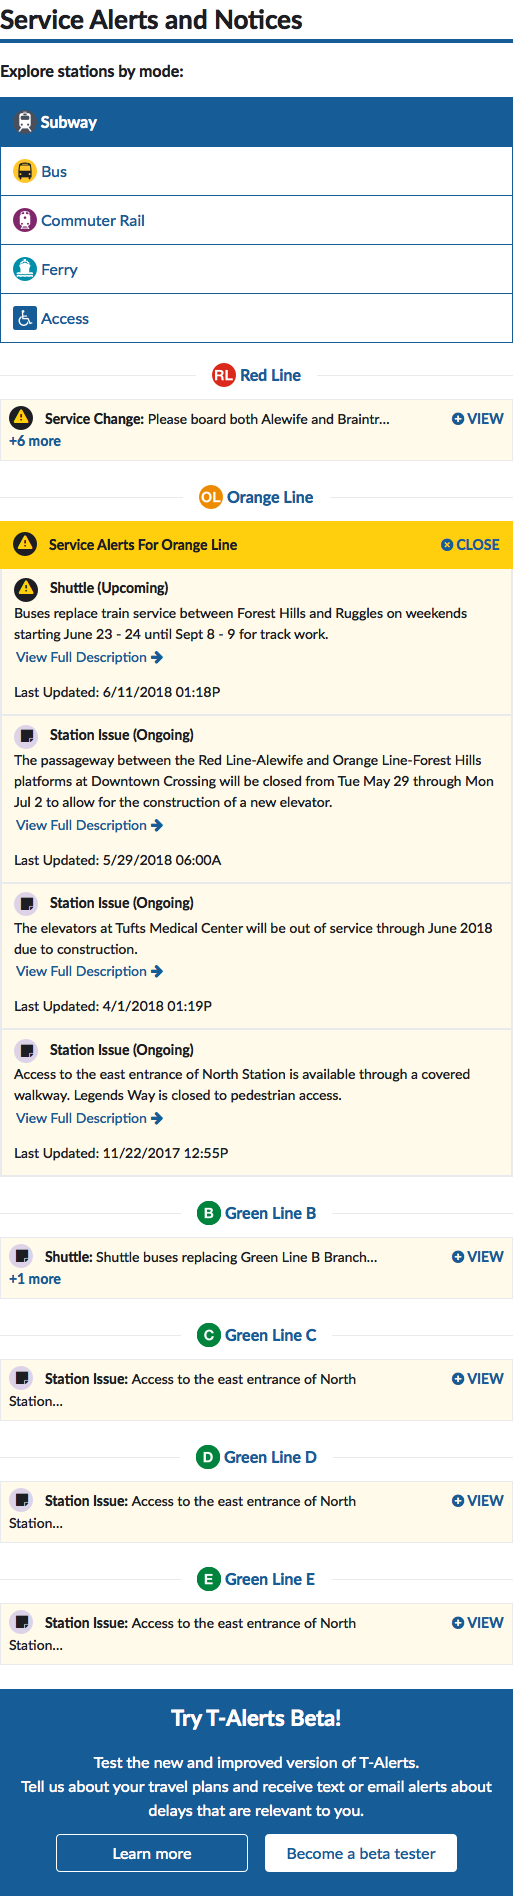 Service Alerts and Notices
Explore stations by mode:
Subway
Bus
Commuter Rail
Ferry
Access
RL Red Line
Service Change: Please board both Alewife and Braintr... VIEW
+6 more
OL Orange Line
Service Alerts For Orange Line CLOSE
Shuttle (Upcoming)
Buses replace train service between Forest Hills and Ruggles on weekends
starting June 23 - 24 until Sept 8 - 9 for track work.
View Full Description
Last Updated: 6/11/2018 01:18P
Station Issue (Ongoing)
The passageway between the Red Line-Alewife and Orange Line-Forest Hills
platforms at Downtown Crossing will be closed from Tue May 29 through Mon
Jul 2 to allow for the construction of a new elevator.
View Full Description
Last Updated: 5/29/2018 06:00A
Station Issue (Ongoing)
The elevators at Tufts Medical Center will be out of service through June 2018
due to construction.
View Full Description
Last Updated: 4/1/2018 01:19P
Station Issue (Ongoing)
Access to the east entrance of North Station is available through a covered
walkway. Legends Way is closed to pedestrian access.
View Full Description
Last Updated: 11/22/2017 12:55P
B Green Line B
Shuttle: Shuttle buses replacing Green Line B Branch... VIEW
+1 more
C Green Line C
Station Issue: Access to the east entrance of North VIEW
Station...
D Green Line D
Station Issue: Access to the east entrance of North VIEW
Station...
E Green Line E
Station Issue: Access to the east entrance of North VIEW
Station...
Try T-Alerts Beta!
Test the new and improved version of T-Alerts.
Tell us about your travel plans and receive text or email alerts about
delays that are relevant to you.
Learn more Become a beta tester